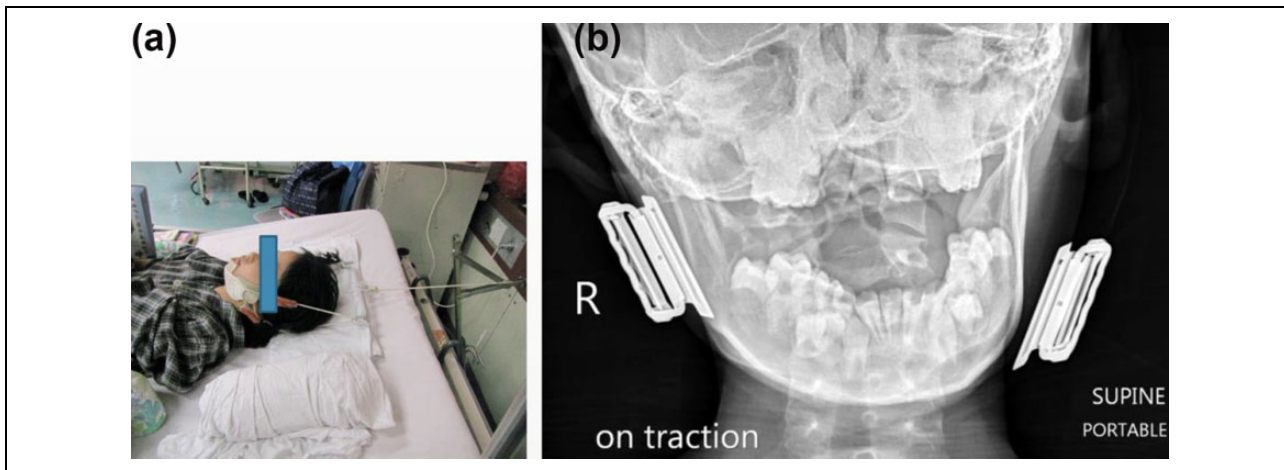 (a)
(b)
R
on traction
SUPINE
PORTABLE